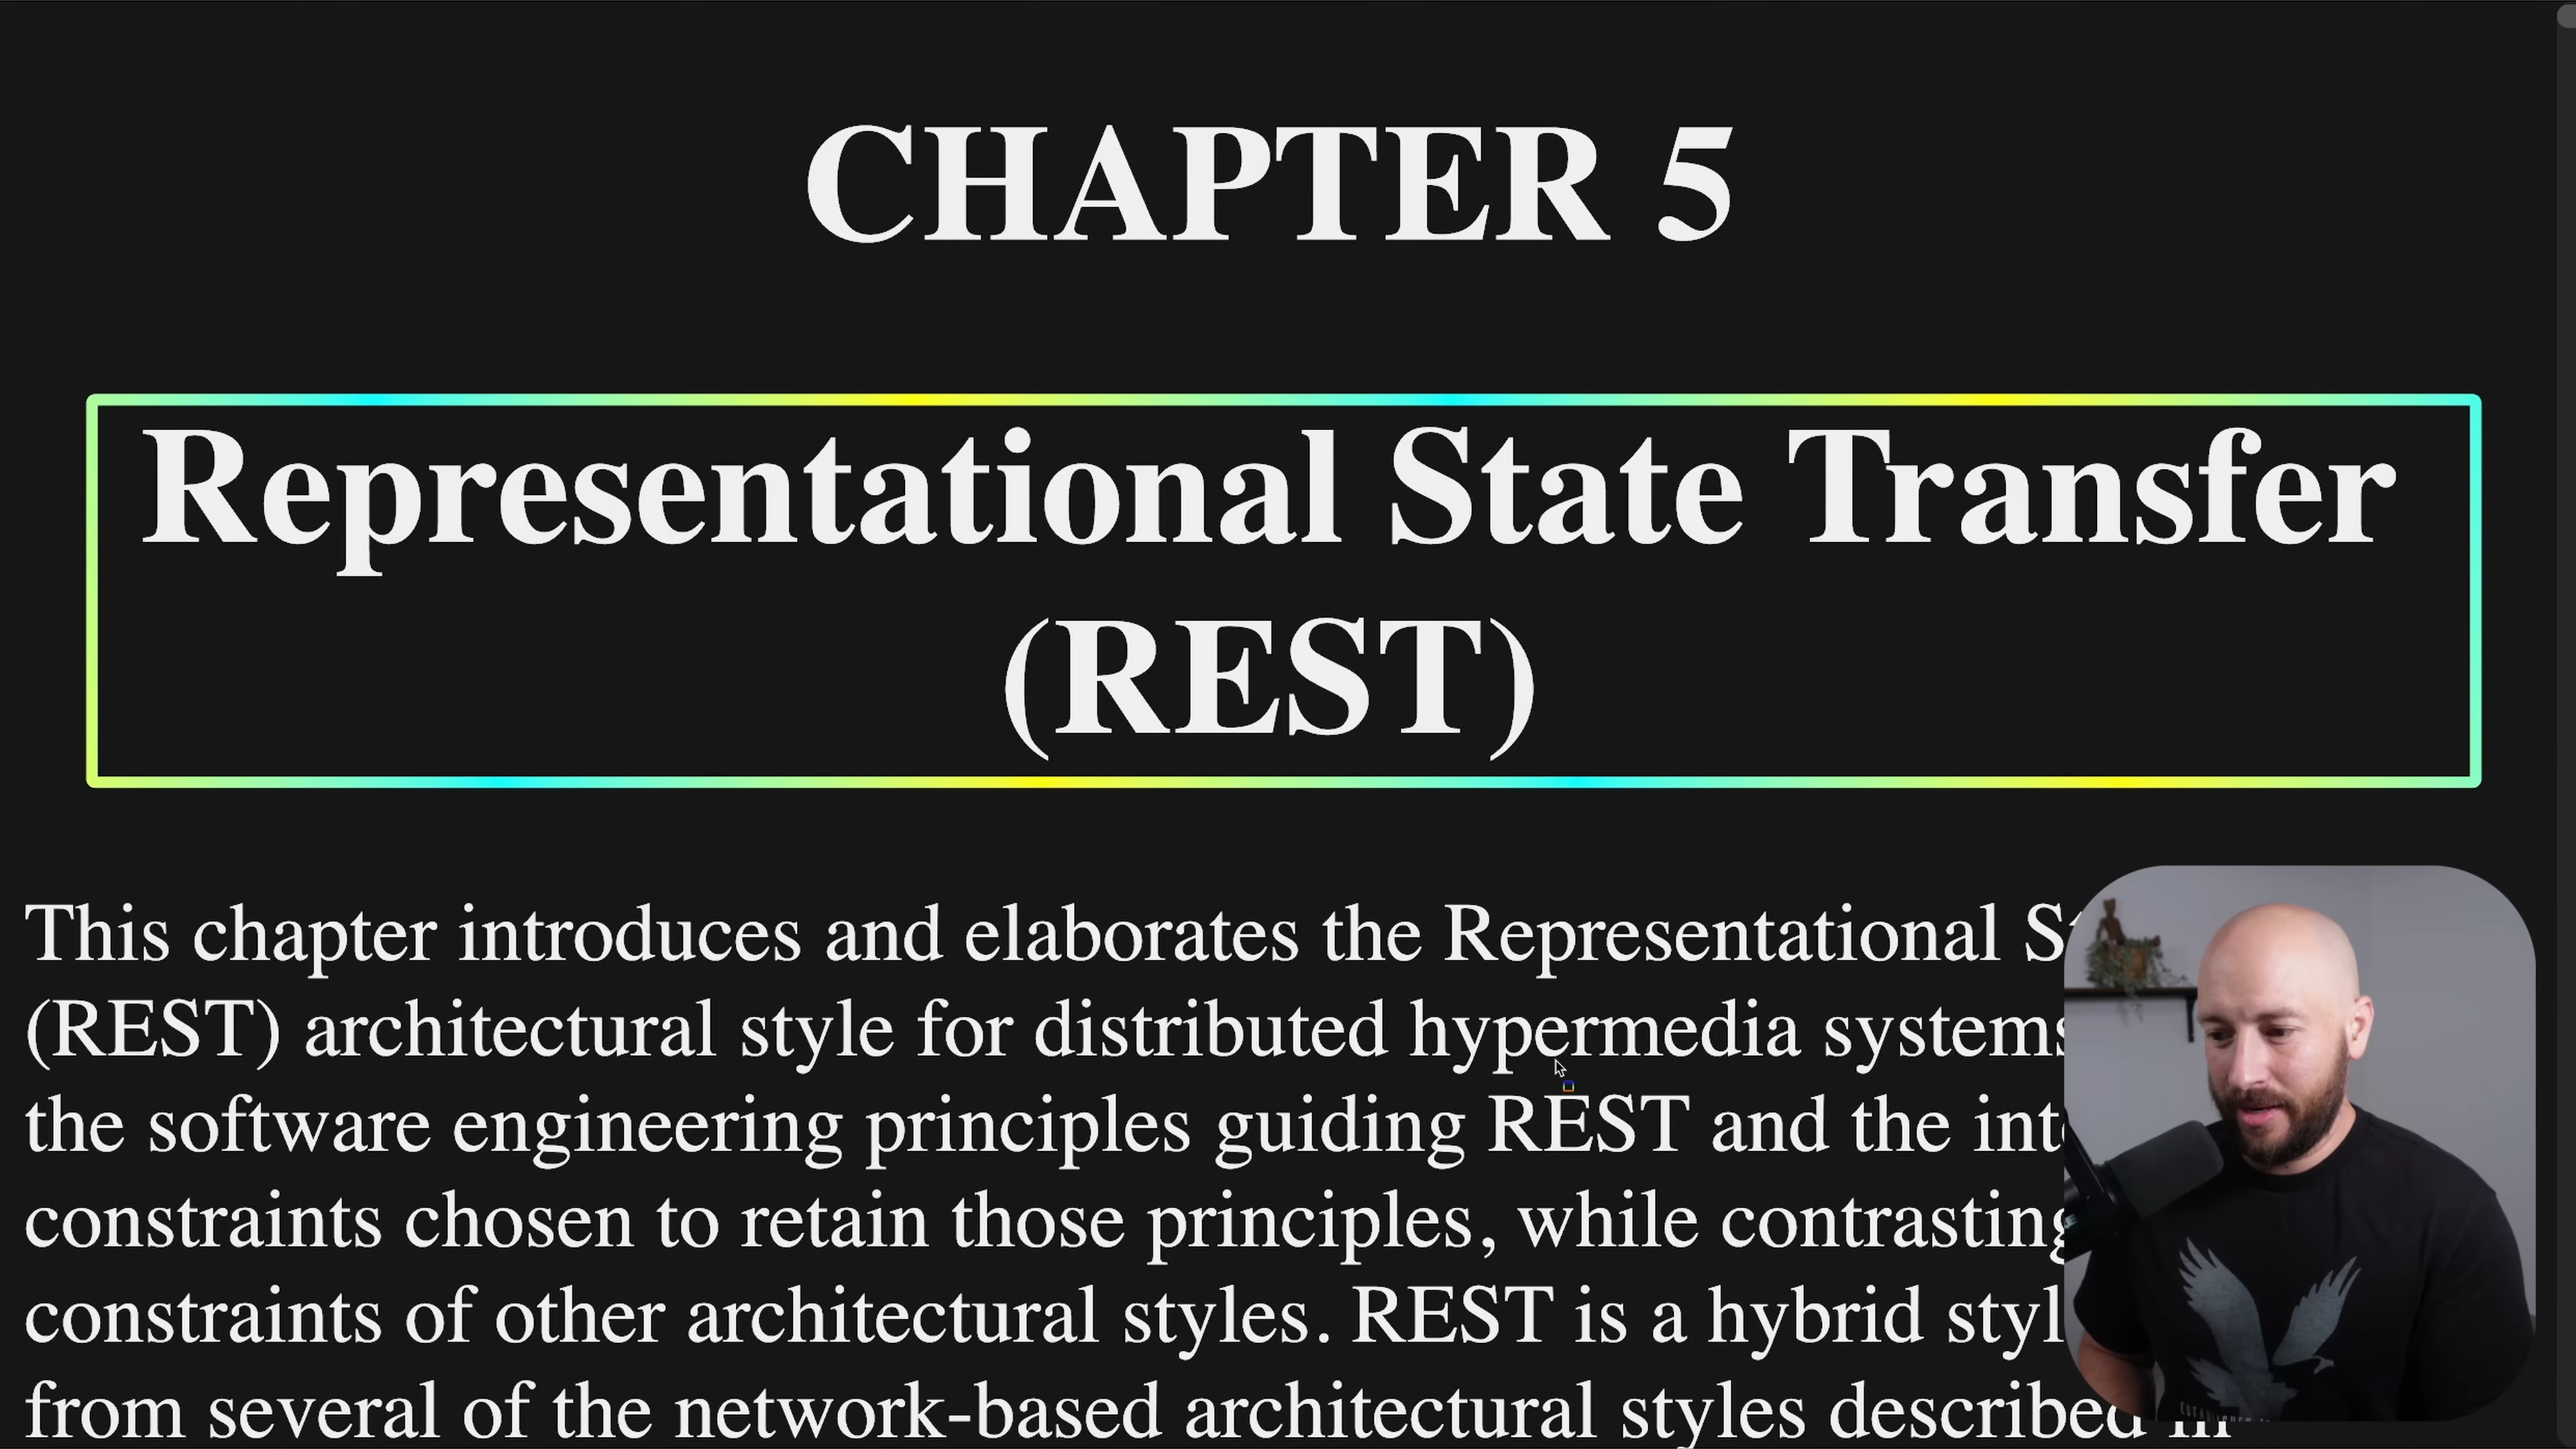 CHAPTER 5
Representational State Transfer
(REST)
This chapter introduces and elaborates the Representational
(REST) architectural style for distributed hypermedia systems
the software engineering principles guiding REST and the
constraints chosen to retain those principles, while contrasting
constraints of other architectural styles. REST is a hybrid
from several of the network-based architectural styles described in